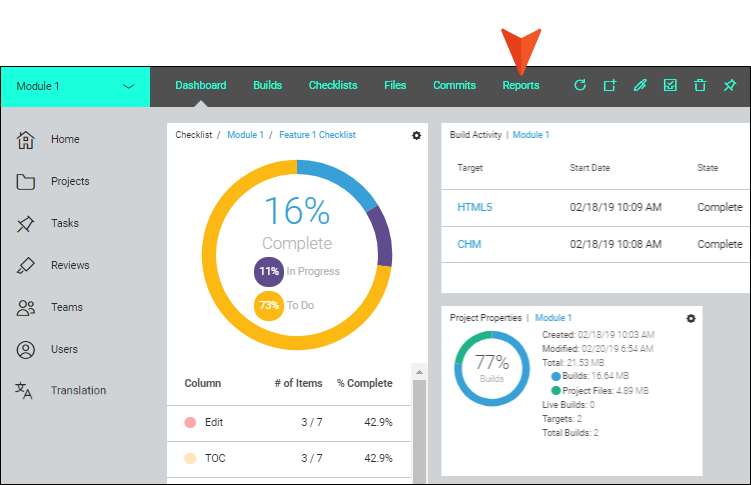 Module 1
Dashboard Builds Checklists Files Commits Reports
Home
Projects
Tasks
Reviews
Teams
Users
Translation
Checklist / Module 1 / Feature 1 Checklist
16%
Complete
11% In Progress
73% To Do
Column # of Items % Complete
Edit 3 / 7 42.9%
TOC 3 / 7 42.9%
Build Activity | Module 1
Target Start Date State
HTML5 02/18/19 10:09 AM Complete
CHM 02/18/19 10:08 AM Complete
Project Properties | Module 1
77%
Builds
Created: 02/18/19 10:03 AM
Modified: 02/20/19 6:54 AM
Total: 21.53 MB
Builds: 16.64 MB
Project Files: 4.89 MB
Live Builds: 0
Targets: 2
Total Builds: 2